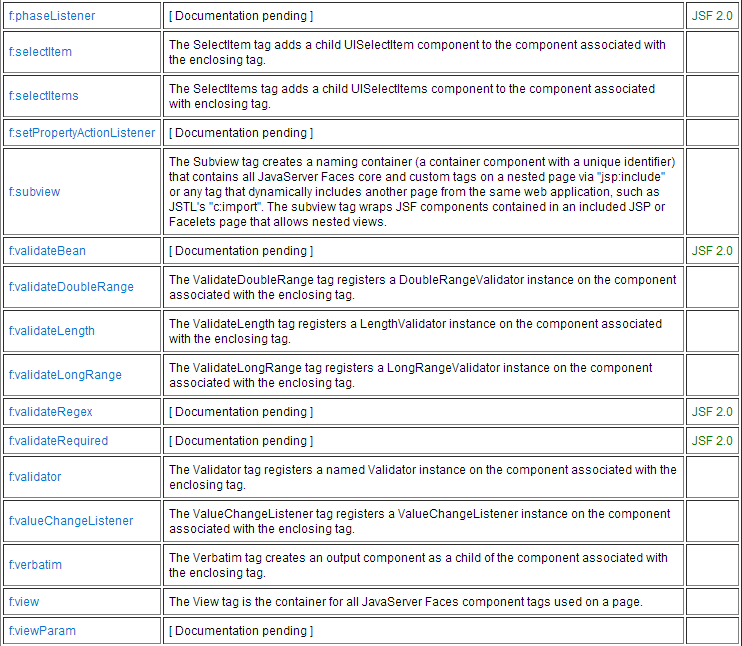 f:phaseListener [ Documentation pending ] JSF 2.0
f:selectItem The SelectItem tag adds a child UISelectItem component to the component associated with
the enclosing tag.
f:selectItems The SelectItems tag adds a child UISelectItems component to the component associated
with enclosing tag.
f:setPropertyActionListener [ Documentation pending ]
The Subview tag creates a naming container (a container component with a unique identifier)
that contains all JavaServer Faces core and custom tags on a nested page via "jsp:include"
f:subview or any tag that dynamically includes another page from the same web application, such as
JSTL's "c:import". The subview tag wraps JSF components contained in an included JSP or
Facelets page that allows nested views.
f:validateBean [ Documentation pending ] JSF 2.0
f:validateDoubleRange The ValidateDoubleRange tag registers a DoubleRangeValidator instance on the component
associated with the enclosing tag.
f:validateLength The ValidateLength tag registers a LengthValidator instance on the component associated
with the enclosing tag.
f:validateLongRange The ValidateLongRange tag registers a LongRangeValidator instance on the component
associated with the enclosing tag.
f:validateRegex [ Documentation pending ] JSF 2.0
f:validateRequired [ Documentation pending ] JSF 2.0
f:validator The Validator tag registers a named Validator instance on the component associated with the
enclosing tag.
f:valueChangeListener The ValueChangeListener tag registers a ValueChangeListener instance on the component
associated with the enclosing tag.
f:verbatim The Verbatim tag creates an output component as a child of the component associated with
the enclosing tag.
f:view The View tag is the container for all JavaServer Faces component tags used on a page.
f:viewParam [ Documentation pending ]